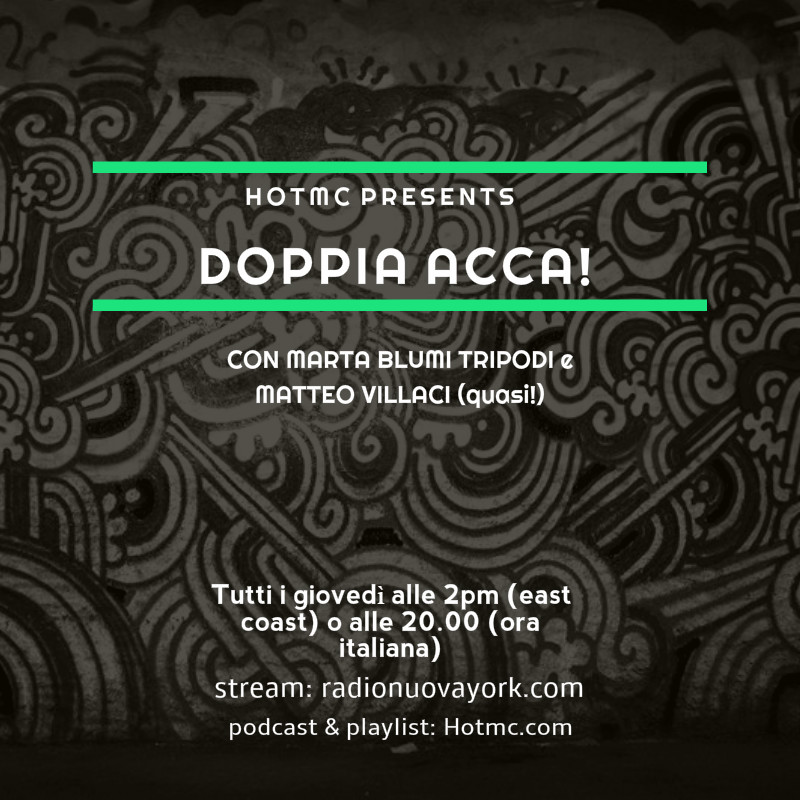 HOTMC PRESENTS
DOPPIA ACCA!
CON MARTA BLUMI TRIPODI e
MATTEO VILLACI (quasi!)
Tutti i giovedì alle 2pm (east
coast) o alle 20.00 (ora
italiana)
stream: radionuovayork.com
podcast & playlist: Hotmc.com